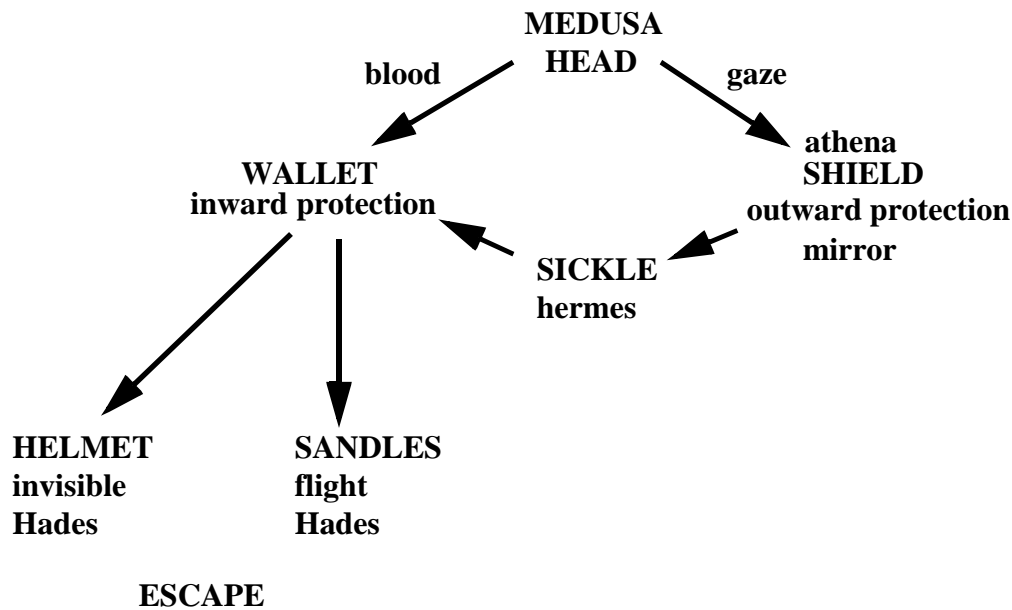 MEDUSA
HEAD
blood
gaze
athena
SHIELD
outward protection
mirror
WALLET
inward protection
SICKLE
hermes
HELMET
invisible
Hades
SANDLES
flight
Hades
ESCAPE